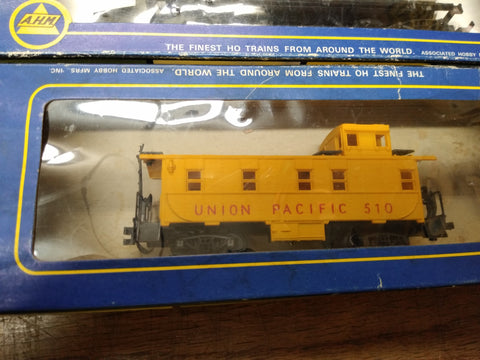 A.H.M
THE FINEST HO TRAINS FROM AROUND THE WORLD. ASSOCIATED HOBBY
THE FINEST HO TRAINS FROM AROUND THE WORLD. ASSOCIATED HOBBY MFRS., INC.
UNION PACIFIC 510